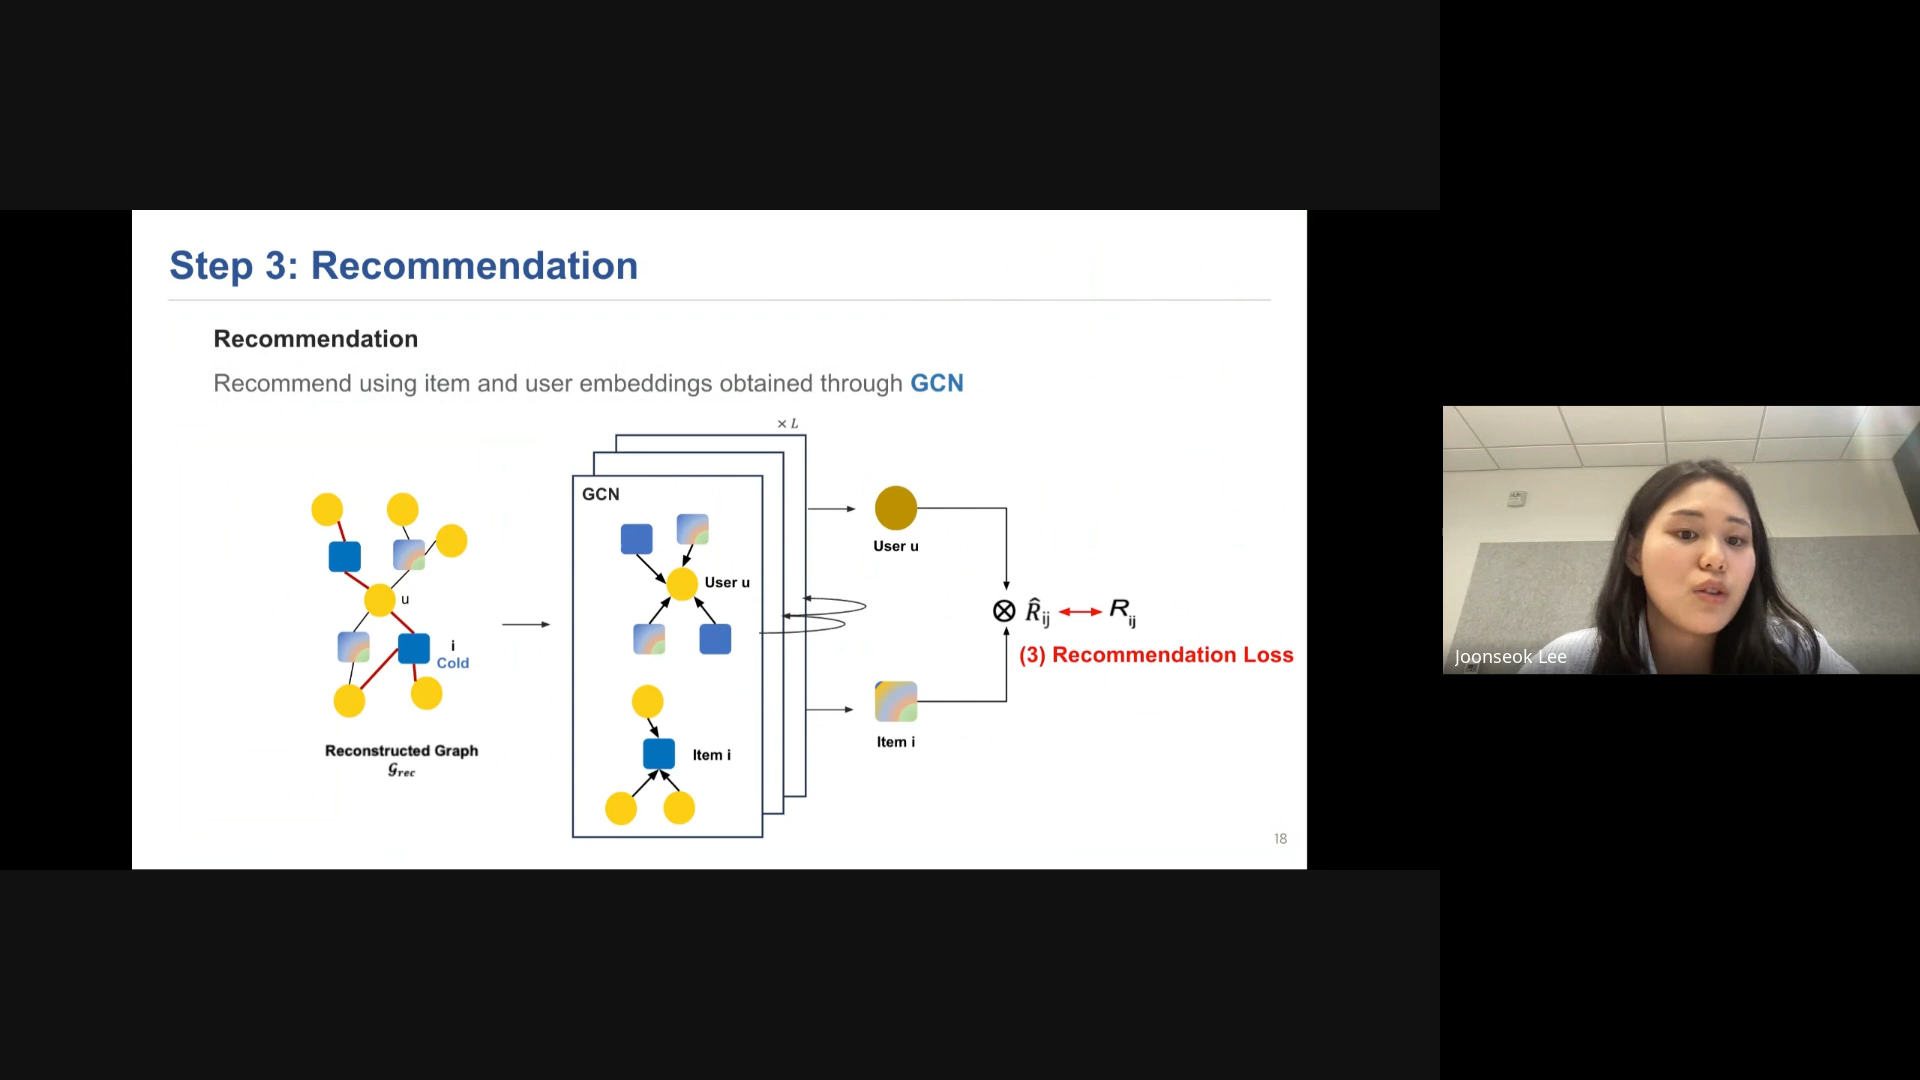 Step 3: Recommendation
Recommendation
Recommend using item and user embeddings obtained through GCN
× L
GCN
User u
Item i
u
i
Cold
Reconstructed Graph
𝒢rec
User u
Item i
⊗ R̂ij ↔ Rij
(3) Recommendation Loss
18
Joonseok Lee